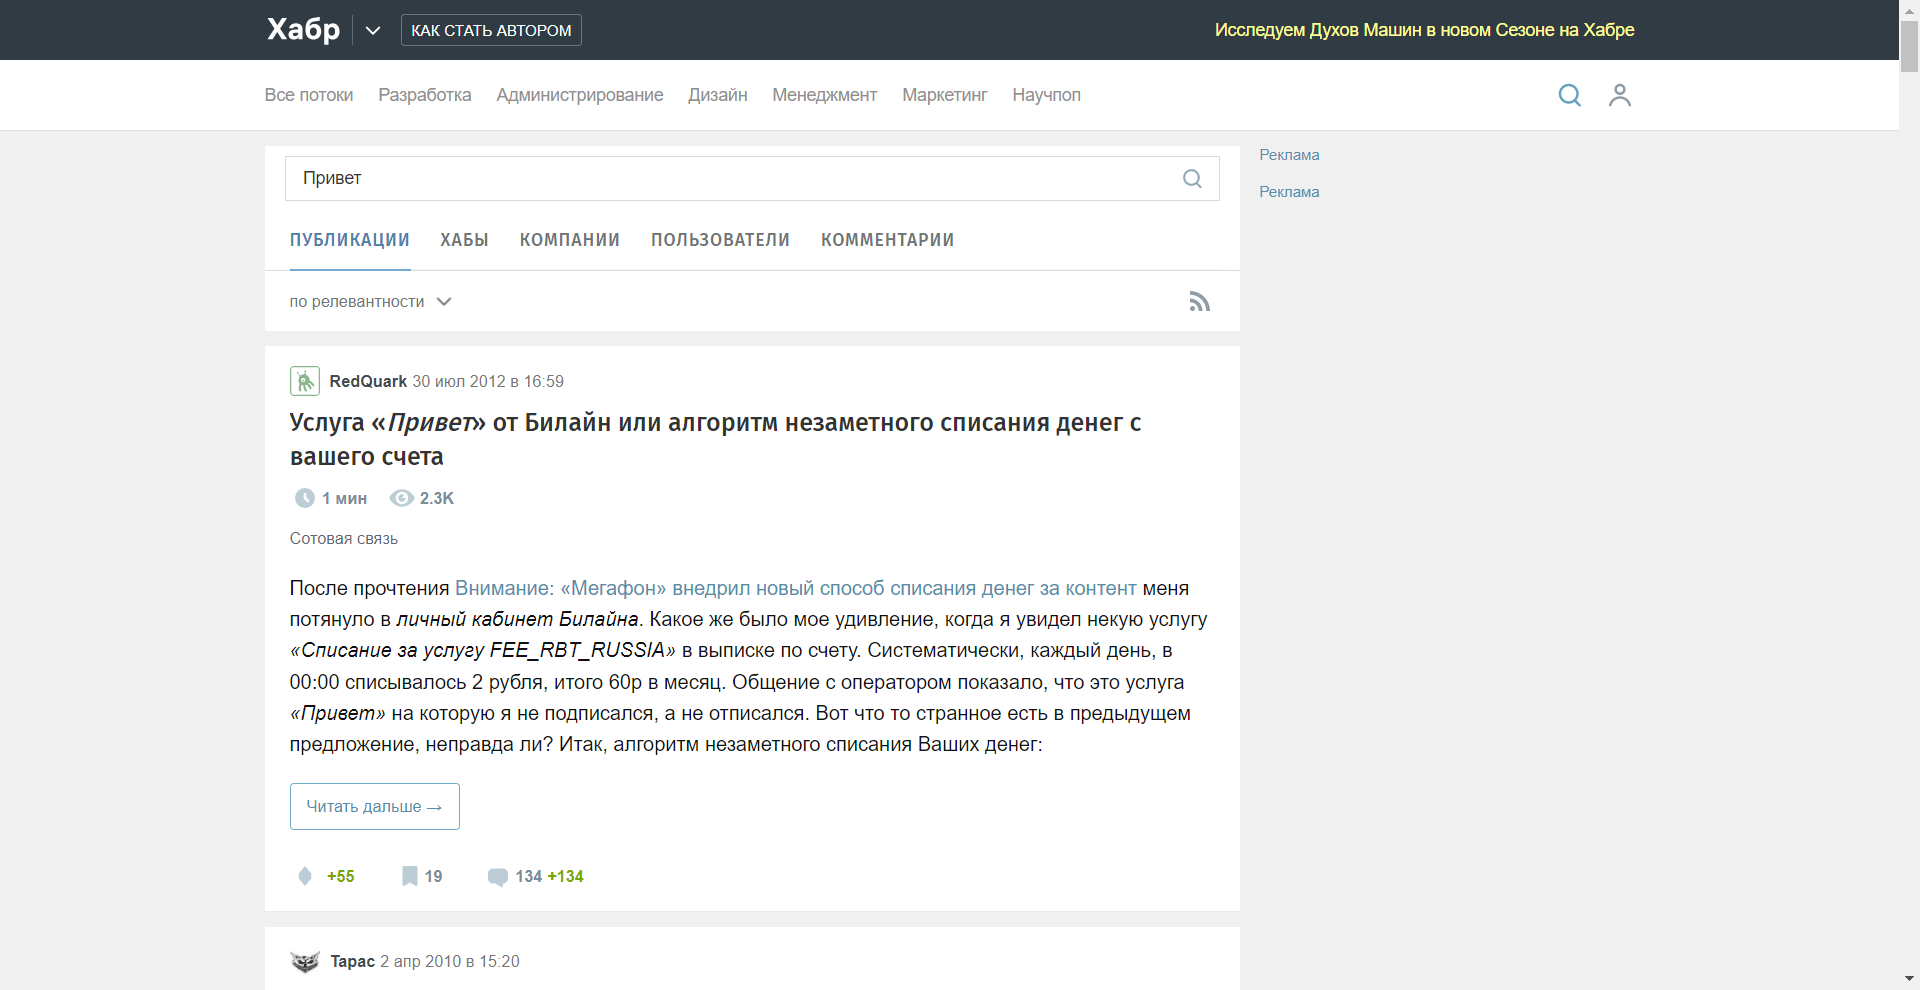 Хабр
КАК СТАТЬ АВТОРОМ
Исследуем Духов Машин в новом Сезоне на Хабре
Все потоки Разработка Администрирование Дизайн Менеджмент Маркетинг Научпоп
Привет
Реклама
Реклама
ПУБЛИКАЦИИ ХАБЫ КОМПАНИИ ПОЛЬЗОВАТЕЛИ КОММЕНТАРИИ
по релевантности
RedQuark 30 июл 2012 в 16:59
Услуга «Привет» от Билайн или алгоритм незаметного списания денег с
вашего счета
1 мин 2.3K
Сотовая связь
После прочтения Внимание: «Мегафон» внедрил новый способ списания денег за контент меня
потянуло в личный кабинет Билайна. Какое же было мое удивление, когда я увидел некую услугу
«Списание за услугу FEE_RBT_RUSSIA» в выписке по счету. Систематически, каждый день, в
00:00 списывалось 2 рубля, итого 60р в месяц. Общение с оператором показало, что это услуга
«Привет» на которую я не подписался, а не отписался. Вот что то странное есть в предыдущем
предложение, неправда ли? Итак, алгоритм незаметного списания Ваших денег:
Читать дальше →
+55 19 134 +134
Tapac 2 апр 2010 в 15:20